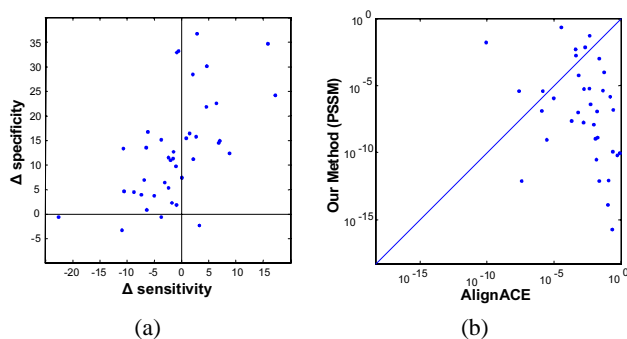 35
30
25
20
15
10
5
0
-5
Δ specificity
-25 -20 -15 -10 -5 0 5 10 15
Δ sensitivity
(a)
10^0
10^-5
10^-10
10^-15
Our Method (PSSM)
10^-15 10^-10 10^-5 10^0
AlignACE
(b)